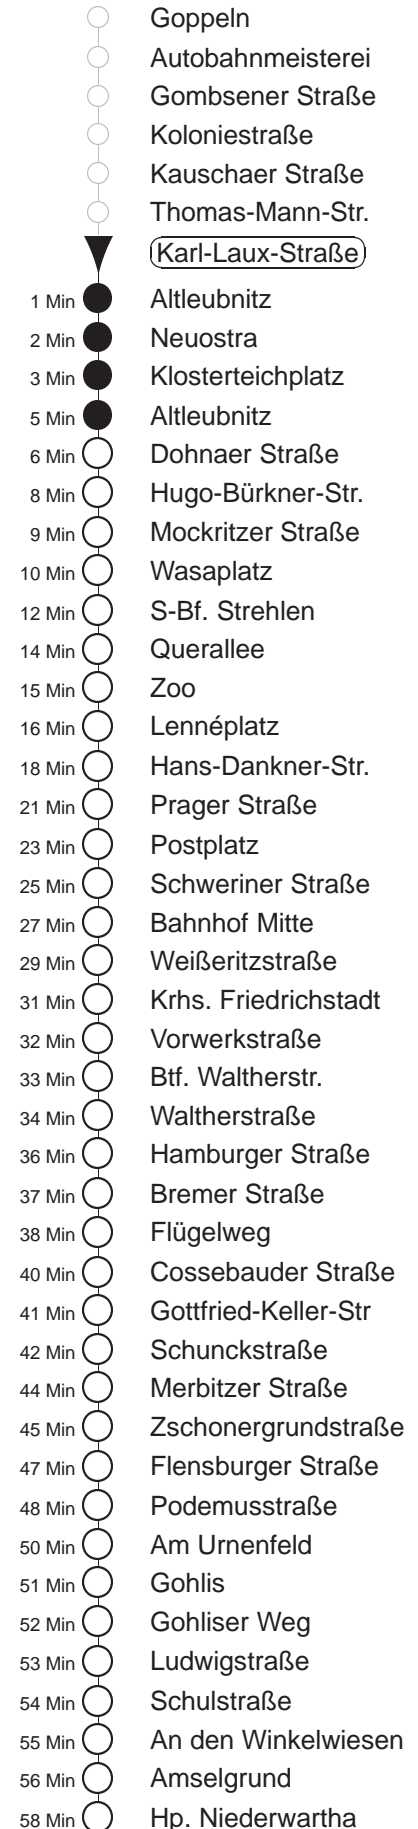 Goppeln
Autobahnmeisterei
Gombsener Straße
Koloniestraße
Kauschaer Straße
Thomas-Mann-Str.
Karl-Laux-Straße
1 Min Altleubnitz
2 Min Neuostra
3 Min Klosterteichplatz
5 Min Altleubnitz
6 Min Dohnaer Straße
8 Min Hugo-Bürkner-Str.
9 Min Mockritzer Straße
10 Min Wasaplatz
12 Min S-Bf. Strehlen
14 Min Querallee
15 Min Zoo
16 Min Lennéplatz
18 Min Hans-Dankner-Str.
21 Min Prager Straße
23 Min Postplatz
25 Min Schweriner Straße
27 Min Bahnhof Mitte
29 Min Weißeritzstraße
31 Min Krhs. Friedrichstadt
32 Min Vorwerkstraße
33 Min Btf. Waltherstr.
34 Min Waltherstraße
36 Min Hamburger Straße
37 Min Bremer Straße
38 Min Flügelweg
40 Min Cossebauder Straße
41 Min Gottfried-Keller-Str
42 Min Schunckstraße
44 Min Merbitzer Straße
45 Min Zschonergrundstraße
47 Min Flensburger Straße
48 Min Podemusstraße
50 Min Am Urnenfeld
51 Min Gohlis
52 Min Gohliser Weg
53 Min Ludwigstraße
54 Min Schulstraße
55 Min An den Winkelwiesen
56 Min Amselgrund
58 Min Hp. Niederwartha